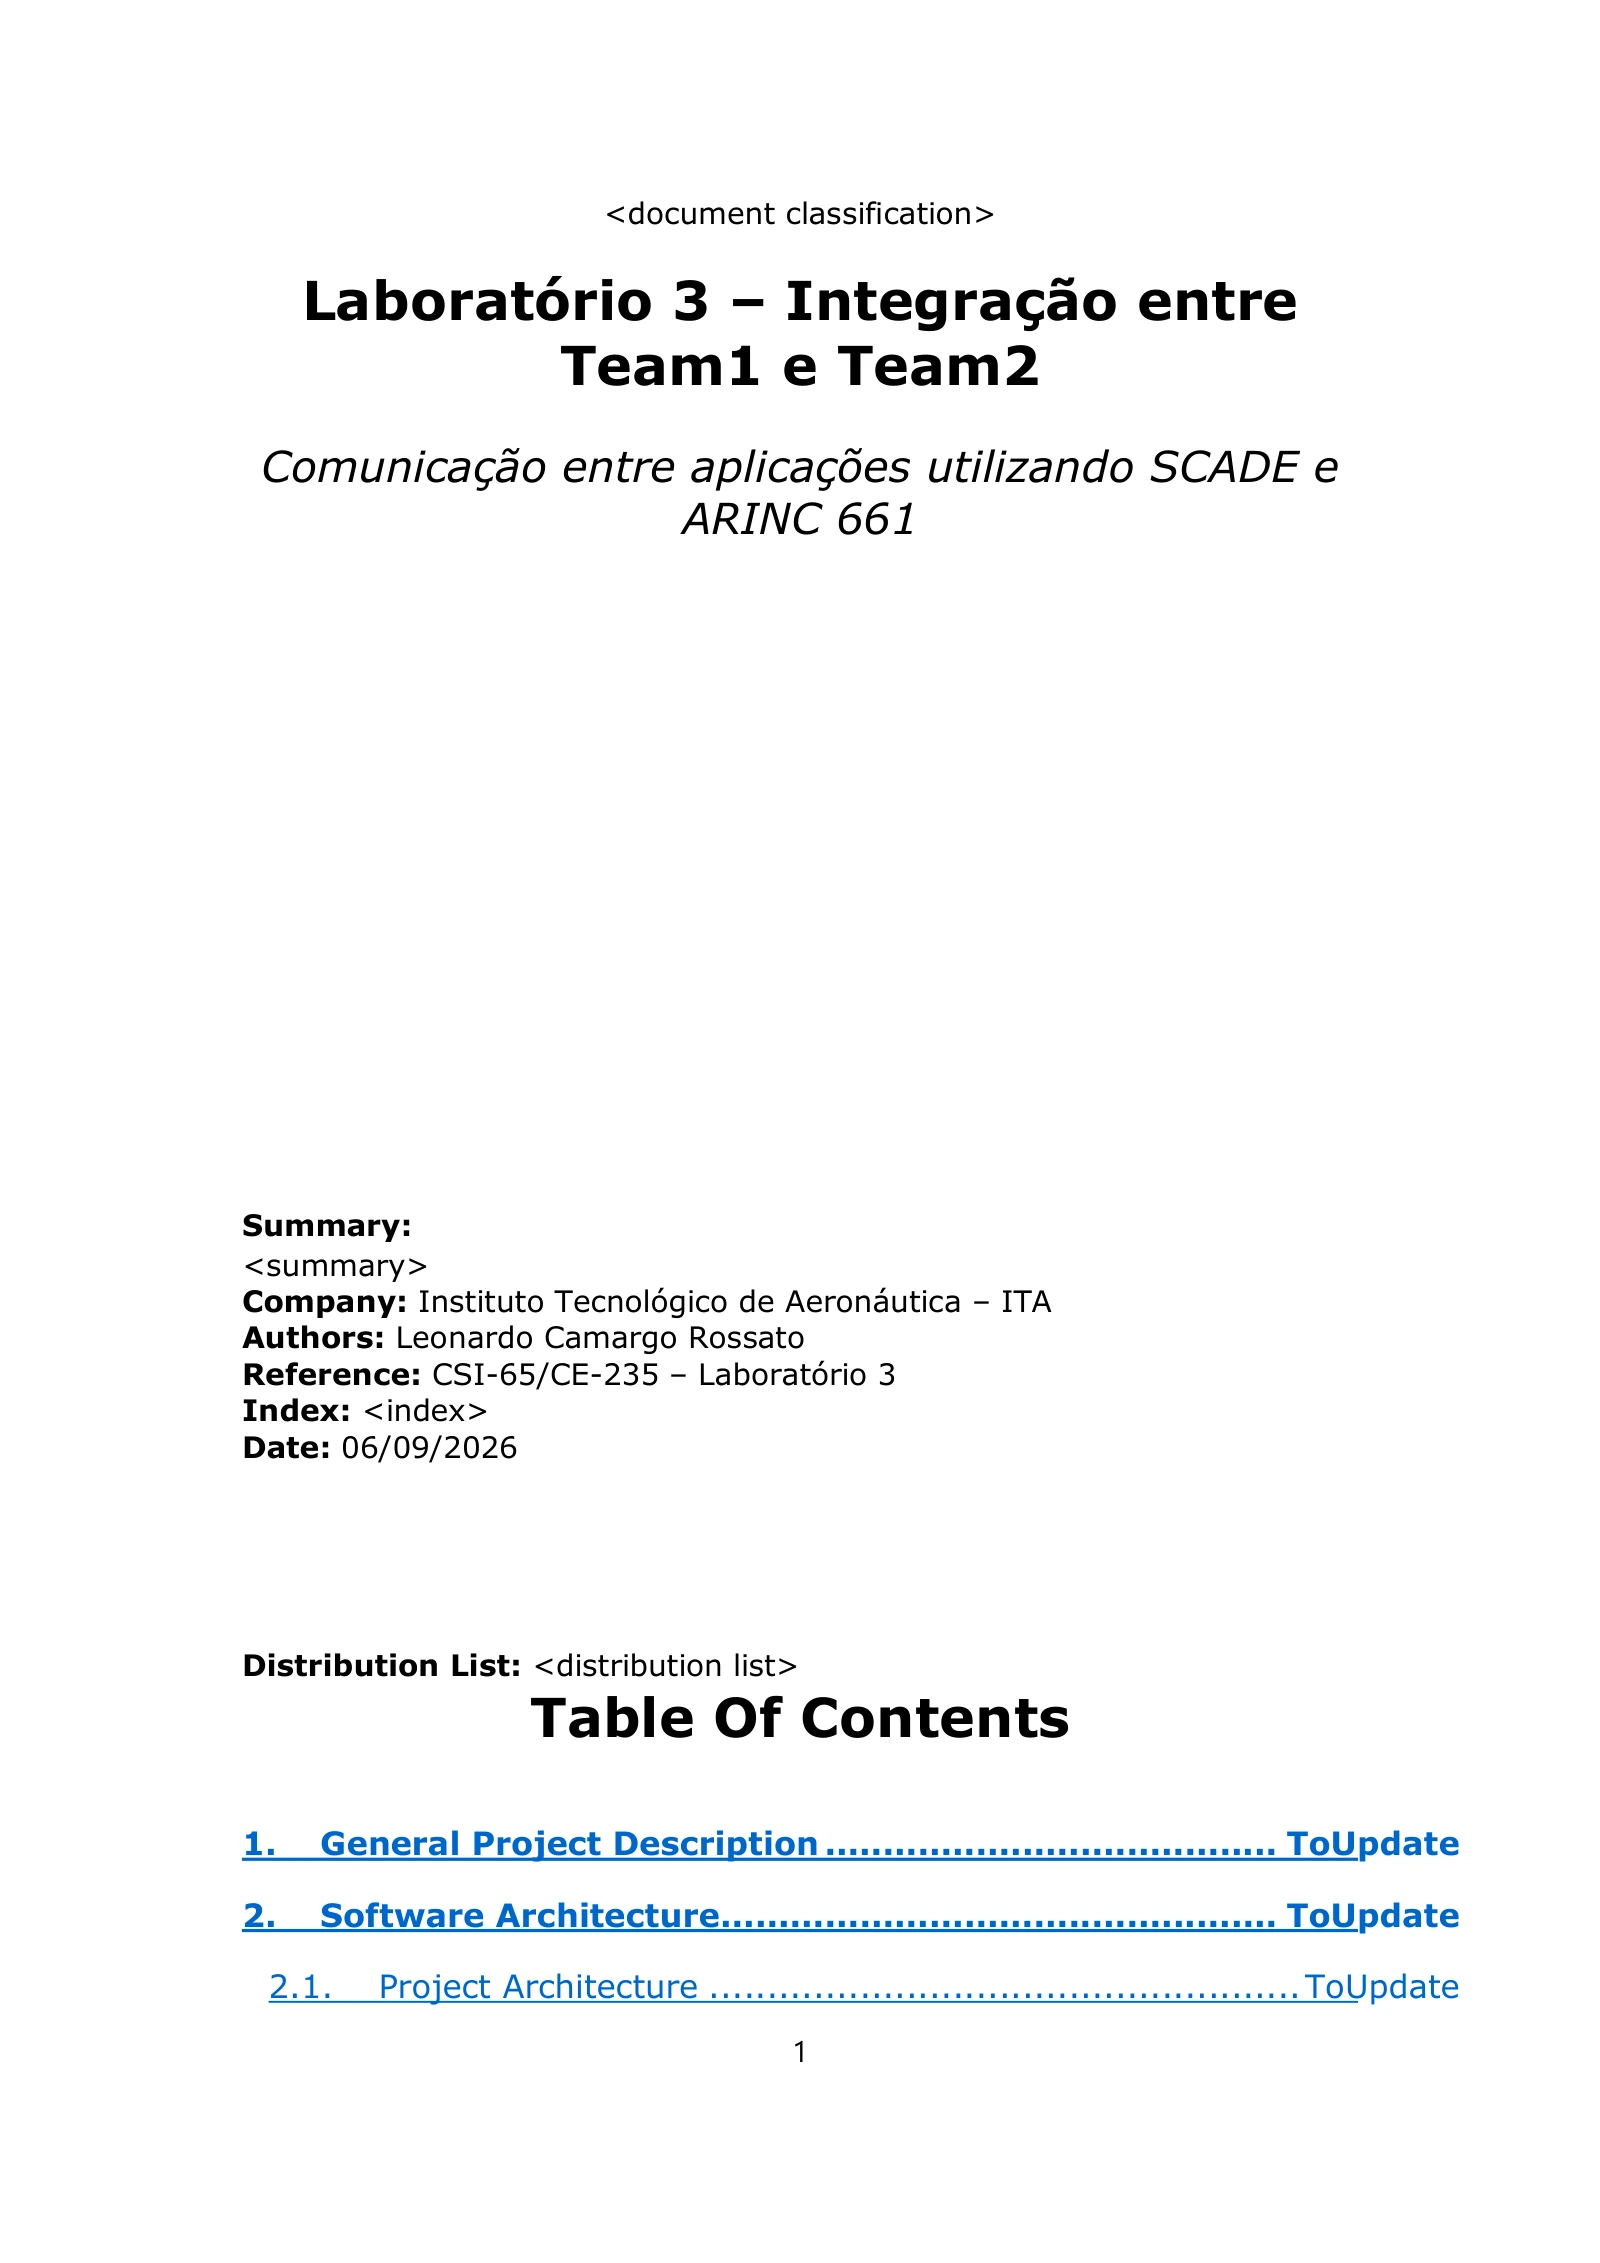 <document classification>
Laboratório 3 – Integração entre
Team1 e Team2
Comunicação entre aplicações utilizando SCADE e
ARINC 661
Summary:
<summary>
Company: Instituto Tecnológico de Aeronáutica – ITA
Authors: Leonardo Camargo Rossato
Reference: CSI-65/CE-235 – Laboratório 3
Index: <index>
Date: 06/09/2026
Distribution List: <distribution list>
Table Of Contents
1. General Project Description .................................... ToUpdate
2. Software Architecture............................................ ToUpdate
2.1. Project Architecture .................................................. ToUpdate
1